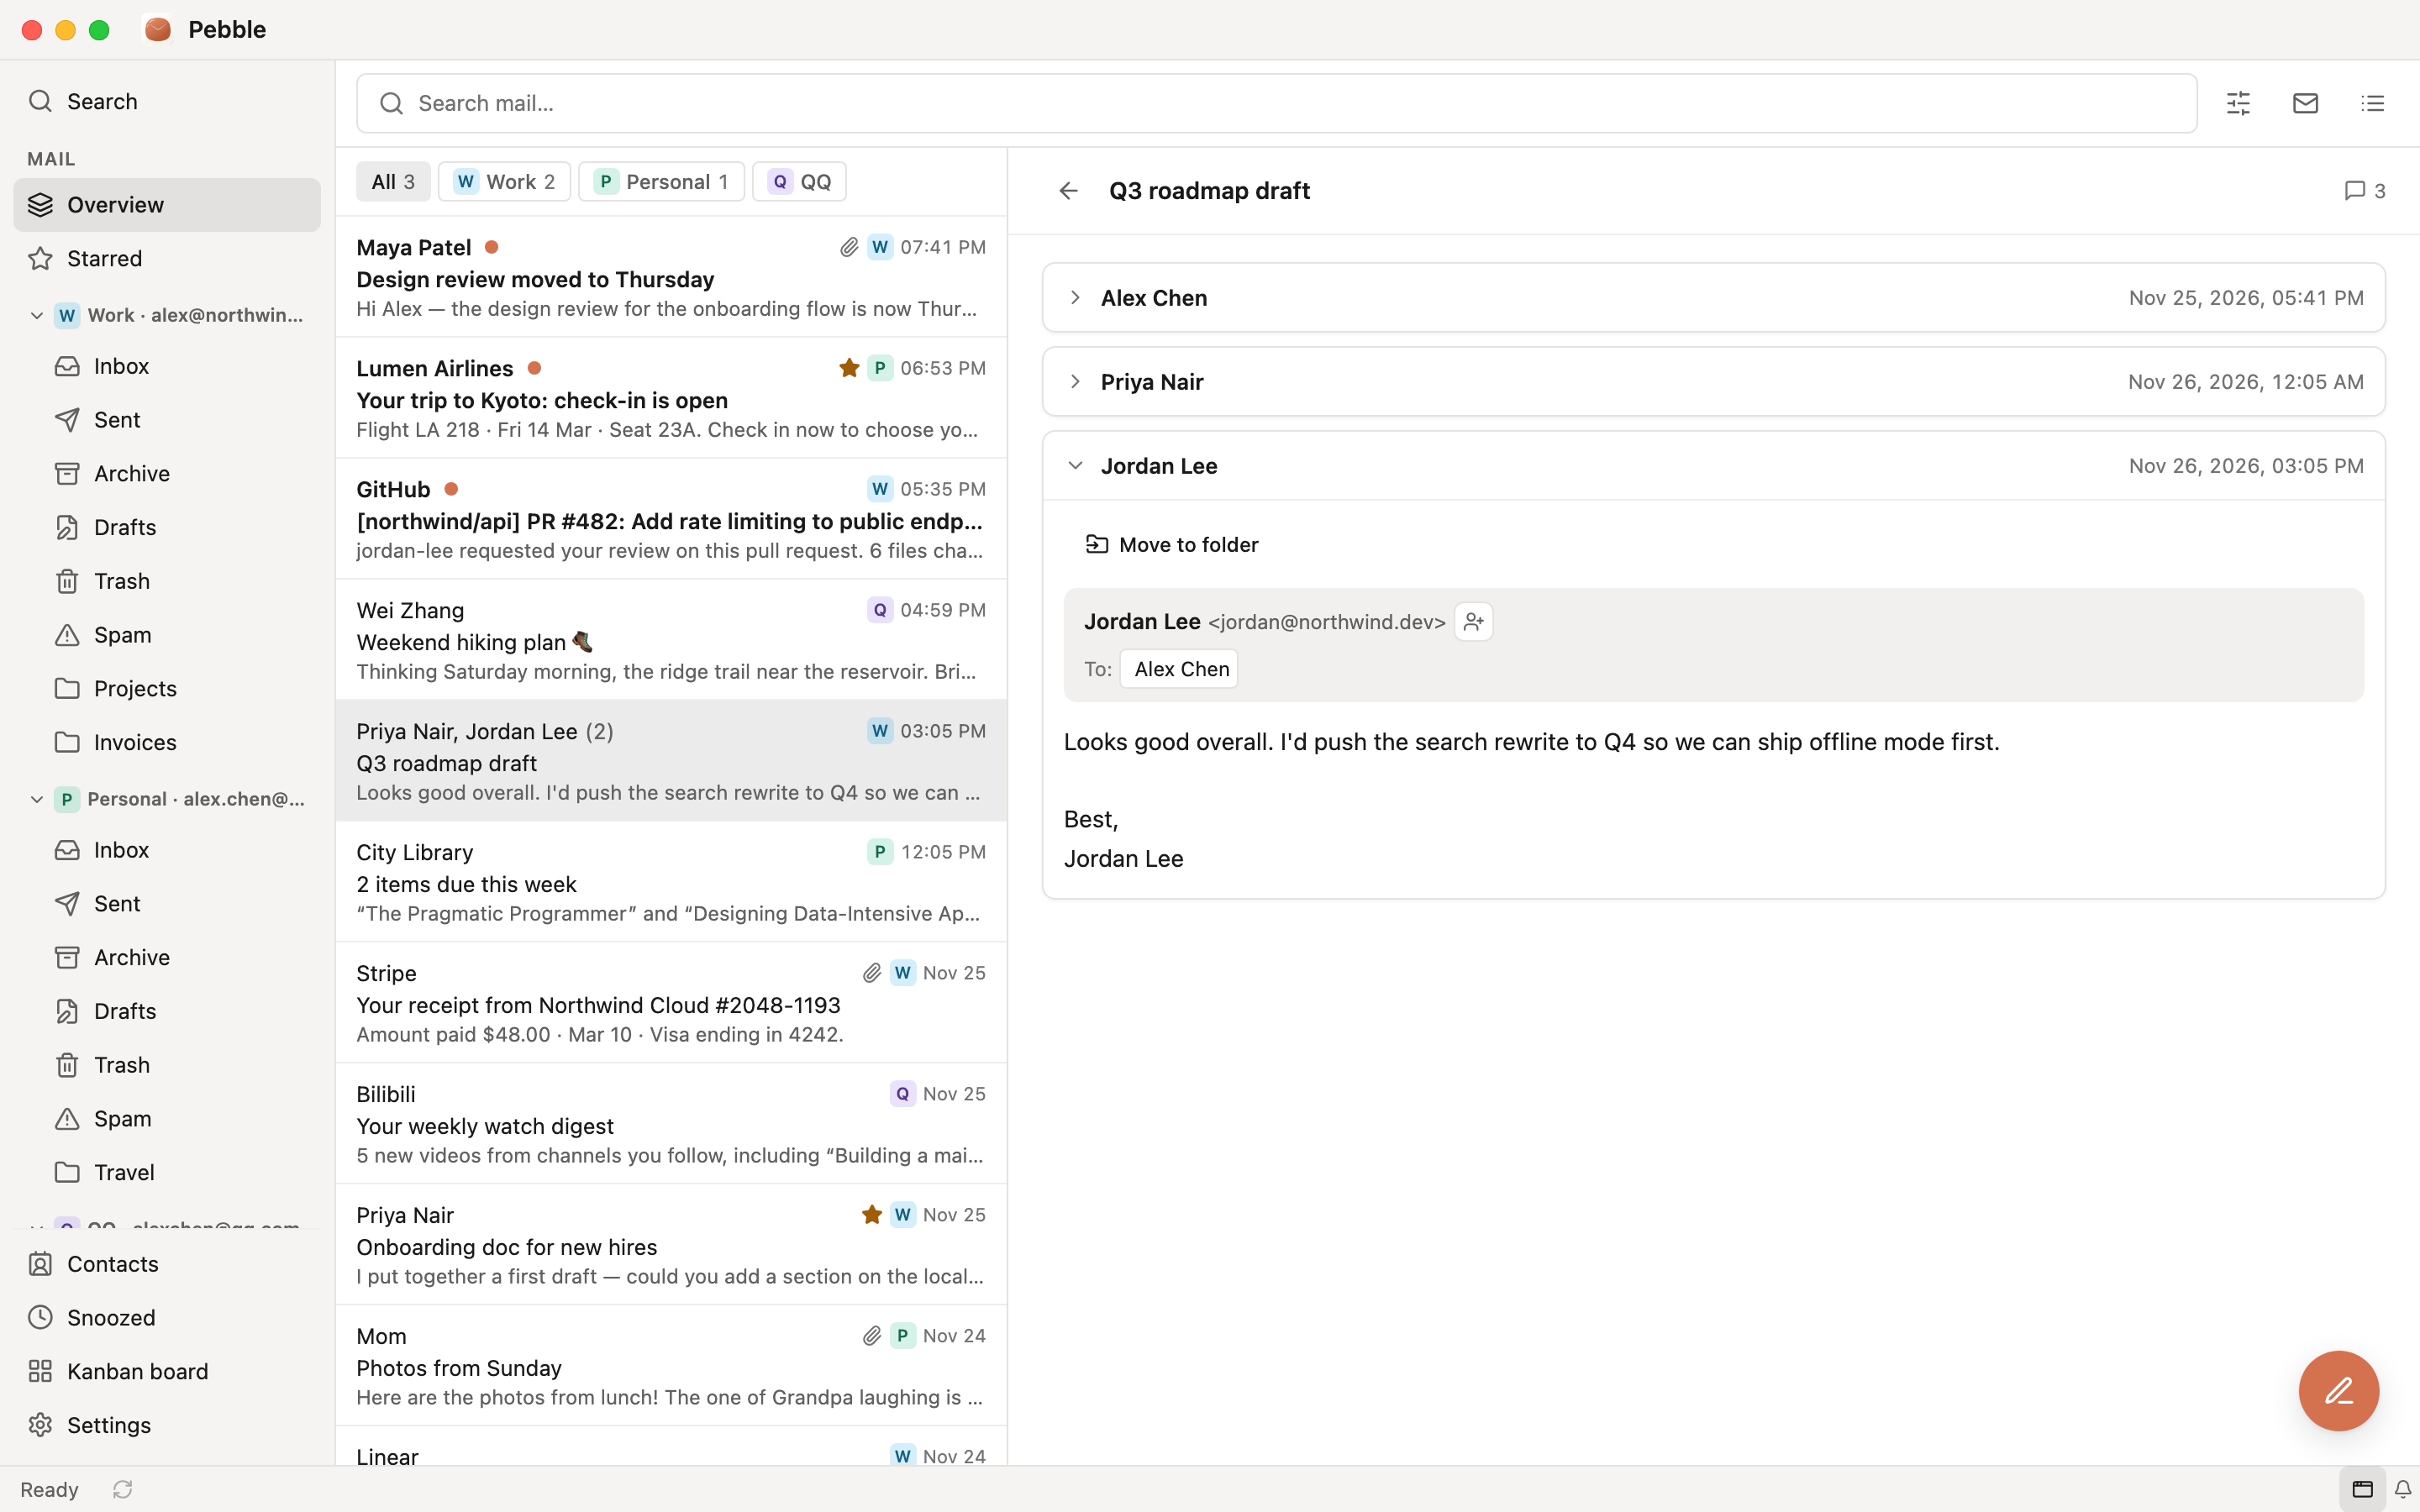 Pebble
Search
MAIL
Overview
Starred
W Work · alex@northwin...
Inbox
Sent
Archive
Drafts
Trash
Spam
Projects
Invoices
P Personal · alex.chen@...
Inbox
Sent
Archive
Drafts
Trash
Spam
Travel
Contacts
Snoozed
Kanban board
Settings
Ready
Search mail...
All 3
W Work 2
P Personal 1
Q QQ
Maya Patel W 07:41 PM
Design review moved to Thursday
Hi Alex — the design review for the onboarding flow is now Thur...
Lumen Airlines P 06:53 PM
Your trip to Kyoto: check-in is open
Flight LA 218 · Fri 14 Mar · Seat 23A. Check in now to choose yo...
GitHub W 05:35 PM
[northwind/api] PR #482: Add rate limiting to public endp...
jordan-lee requested your review on this pull request. 6 files cha...
Wei Zhang Q 04:59 PM
Weekend hiking plan 🥾
Thinking Saturday morning, the ridge trail near the reservoir. Bri...
Priya Nair, Jordan Lee (2) W 03:05 PM
Q3 roadmap draft
Looks good overall. I'd push the search rewrite to Q4 so we can ...
City Library P 12:05 PM
2 items due this week
“The Pragmatic Programmer” and “Designing Data-Intensive Ap...
Stripe W Nov 25
Your receipt from Northwind Cloud #2048-1193
Amount paid $48.00 · Mar 10 · Visa ending in 4242.
Bilibili Q Nov 25
Your weekly watch digest
5 new videos from channels you follow, including “Building a mai...
Priya Nair W Nov 25
Onboarding doc for new hires
I put together a first draft — could you add a section on the local...
Mom P Nov 24
Photos from Sunday
Here are the photos from lunch! The one of Grandpa laughing is ...
Linear W Nov 24
Q3 roadmap draft 3
Alex Chen Nov 25, 2026, 05:41 PM
Priya Nair Nov 26, 2026, 12:05 AM
Jordan Lee Nov 26, 2026, 03:05 PM
Move to folder
Jordan Lee <jordan@northwind.dev>
To: Alex Chen
Looks good overall. I'd push the search rewrite to Q4 so we can ship offline mode first.
Best,
Jordan Lee